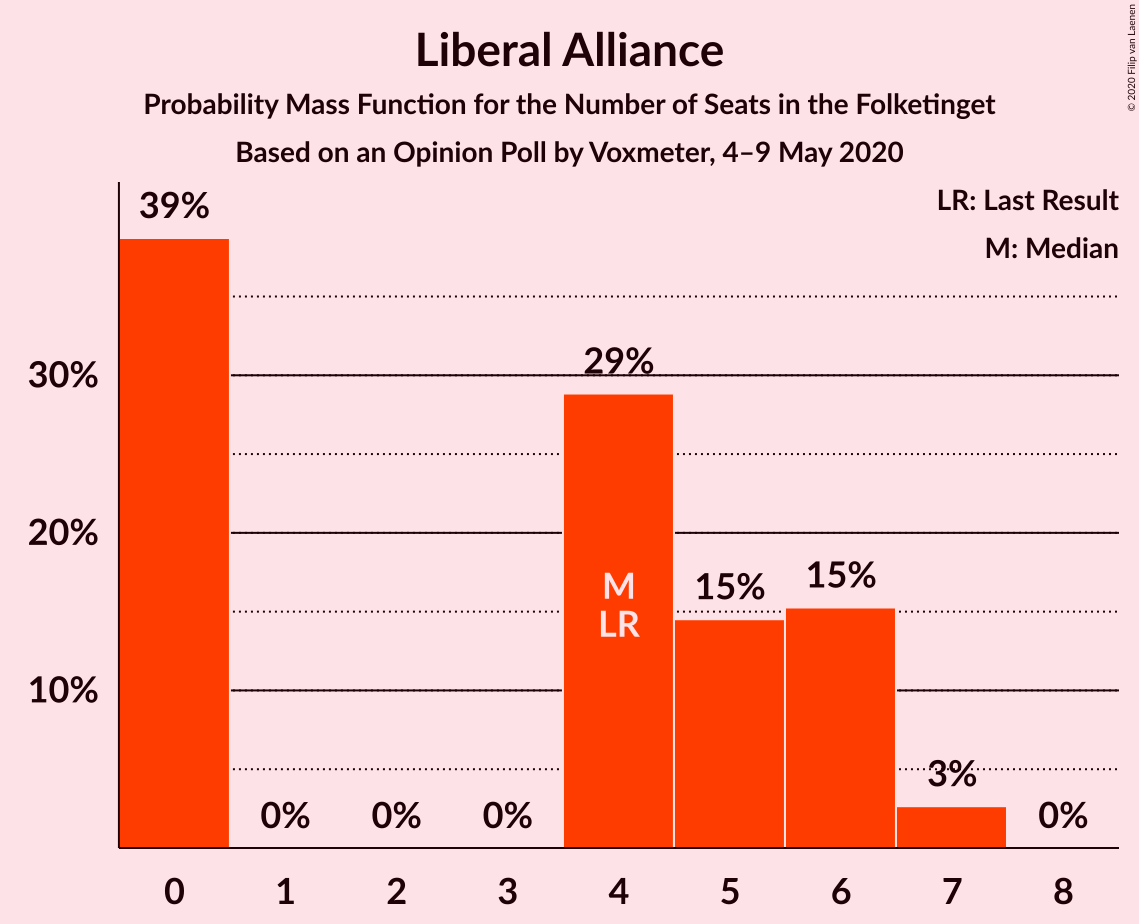 Liberal Alliance
Probability Mass Function for the Number of Seats in the Folketinget
Based on an Opinion Poll by Voxmeter, 4–9 May 2020
© 2020 Filip van Laenen
LR: Last Result
M: Median
39%
29%
30%
20%
M
LR
15%
15%
10%
3%
0%
0%
0%
0%
0
1
2
3
4
5
6
7
8